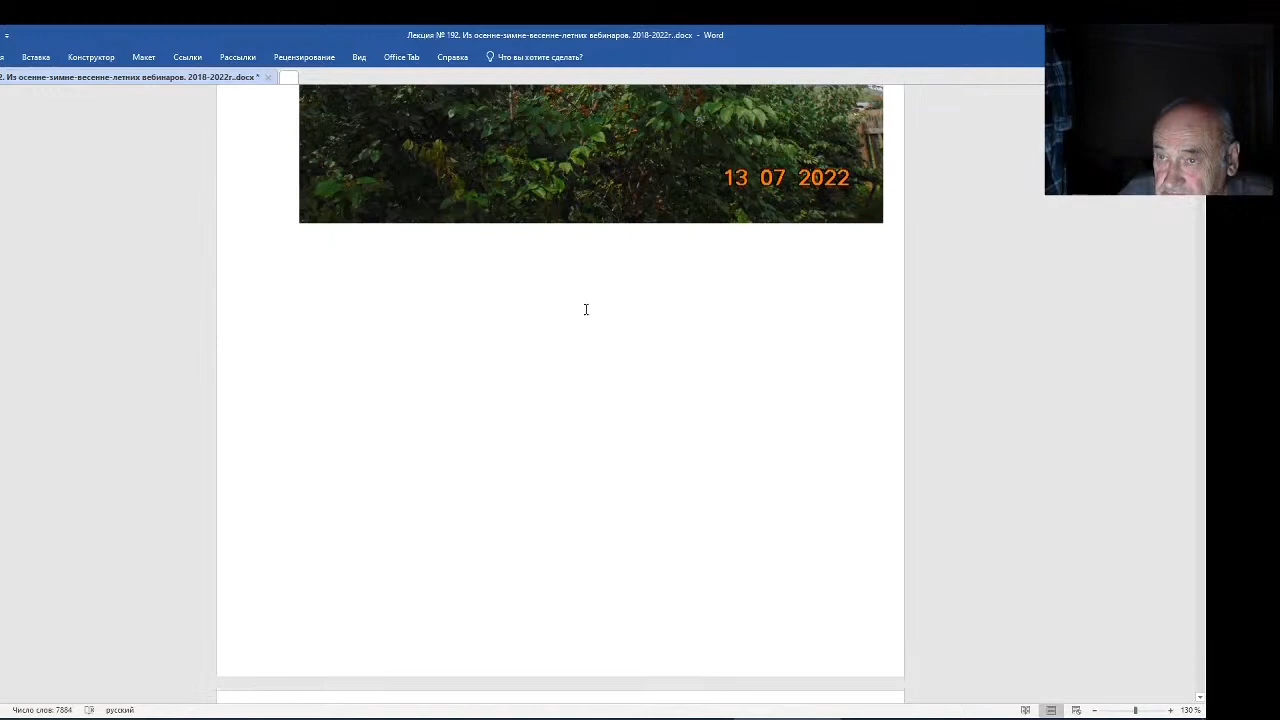 Лекция № 192. Из осенне-зимне-весенне-летних вебинаров. 2018-2022г..docx - Word
я Вставка Конструктор Макет Ссылки Рассылки Рецензирование Вид Office Tab Справка Что вы хотите сделать?
2. Из осенне-зимне-весенне-летних вебинаров. 2018-2022г..docx *
13 07 2022
Число слов: 7884 русский 130 %